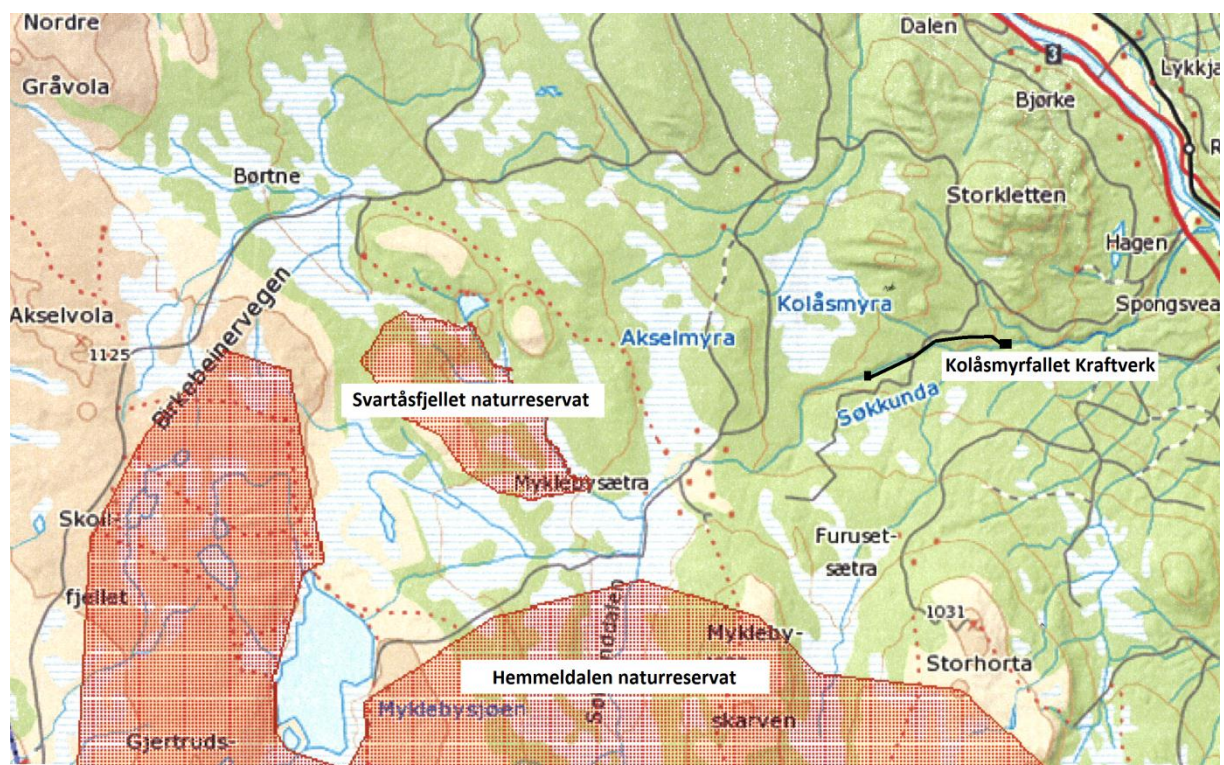 Nordre
Dalen
3
Lykkja
Gråvola
Bjørke
Børtne
Storkletten
Hagen
Birkebeinervegen
Akselvola
Kolåsmyra
Spongsvea
Akselmyra
1125
Kolåsmyrfallet Kraftverk
Svartåsfjellet naturreservat
Søkkunda
Myklebysætra
Skoll-
fjellet
Furuset-
sætra
1031
Mykleby-
Storhorta
Hemmeldalen naturreservat
Myklebysjøen
skarven
Gjertruds-